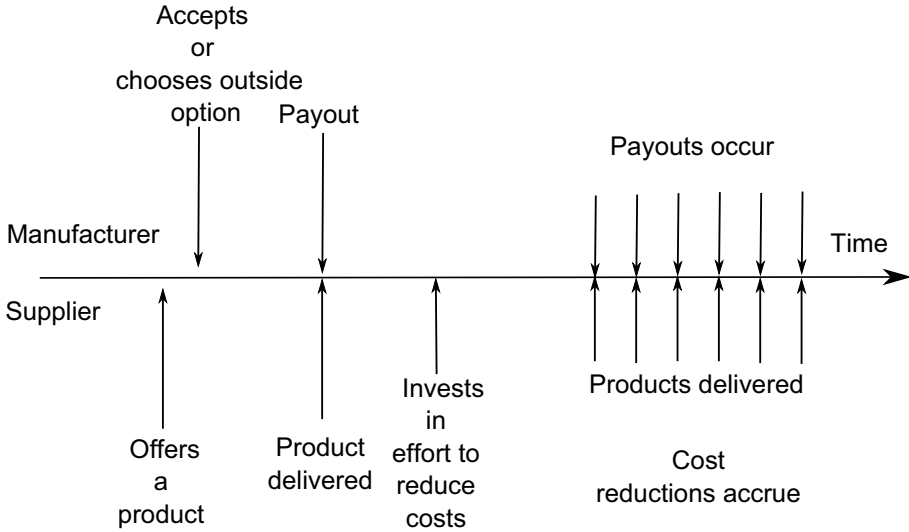 Accepts
or
chooses outside
option
Payout
Payouts occur
Manufacturer
Time
Supplier
Offers
a
product
Product
delivered
Invests
in
effort to
reduce
costs
Products delivered
Cost
reductions accrue